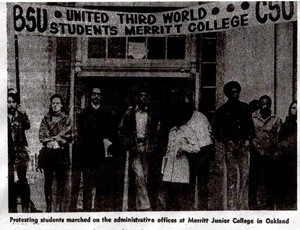 BSU • UNITED THIRD WORLD • • • CSU
STUDENTS MERRITT COLLEGE
Protesting students marched on the administrative offices at Merritt Junior College in Oakland